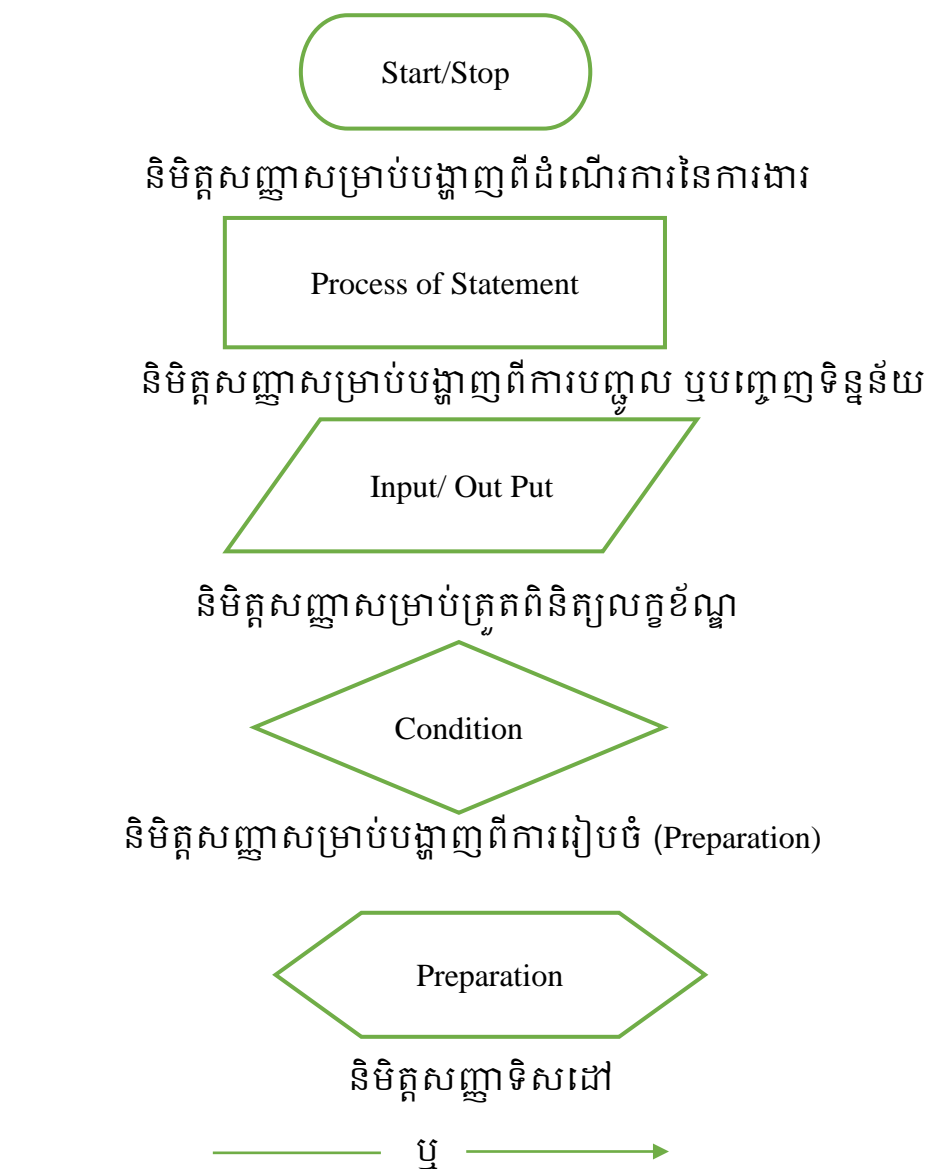 Start/Stop
និមិត្តសញ្ញាសម្រាប់បង្ហាញពីដំណើរការនៃការងារ
Process of Statement
និមិត្តសញ្ញាសម្រាប់បង្ហាញពីការបញ្ជូល ឬបញ្ចេញទិន្នន័យ
Input/ Out Put
និមិត្តសញ្ញាសម្រាប់ត្រួតពិនិត្យលក្ខខ័ណ្ឌ
Condition
និមិត្តសញ្ញាសម្រាប់បង្ហាញពីការរៀបចំ (Preparation)
Preparation
និមិត្តសញ្ញាទិសដៅ
ឬ